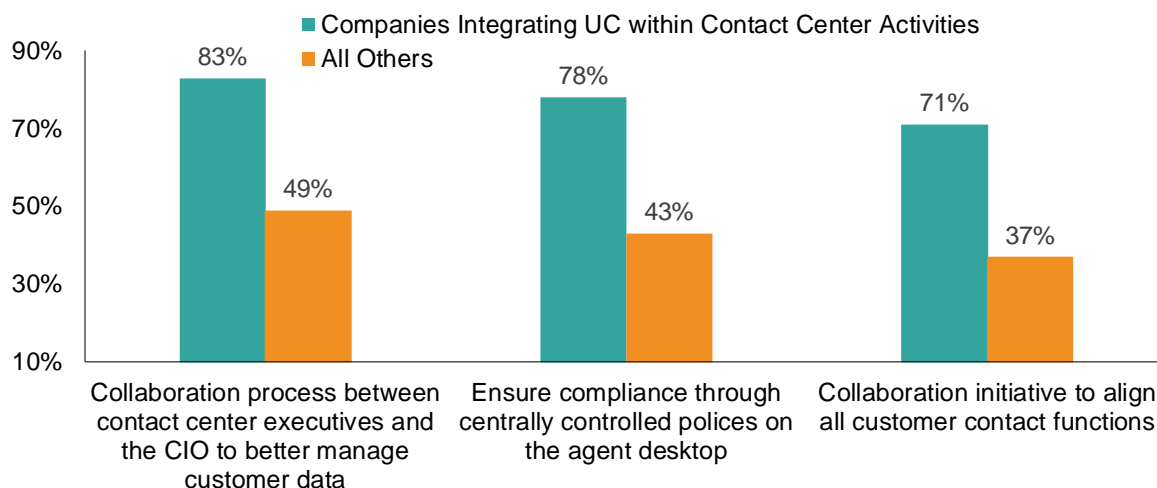 Companies Integrating UC within Contact Center Activities
All Others
90%
70%
50%
30%
10%
83%
49%
78%
43%
71%
37%
Collaboration process between
contact center executives and
the CIO to better manage
customer data
Ensure compliance through
centrally controlled polices on
the agent desktop
Collaboration initiative to align
all customer contact functions